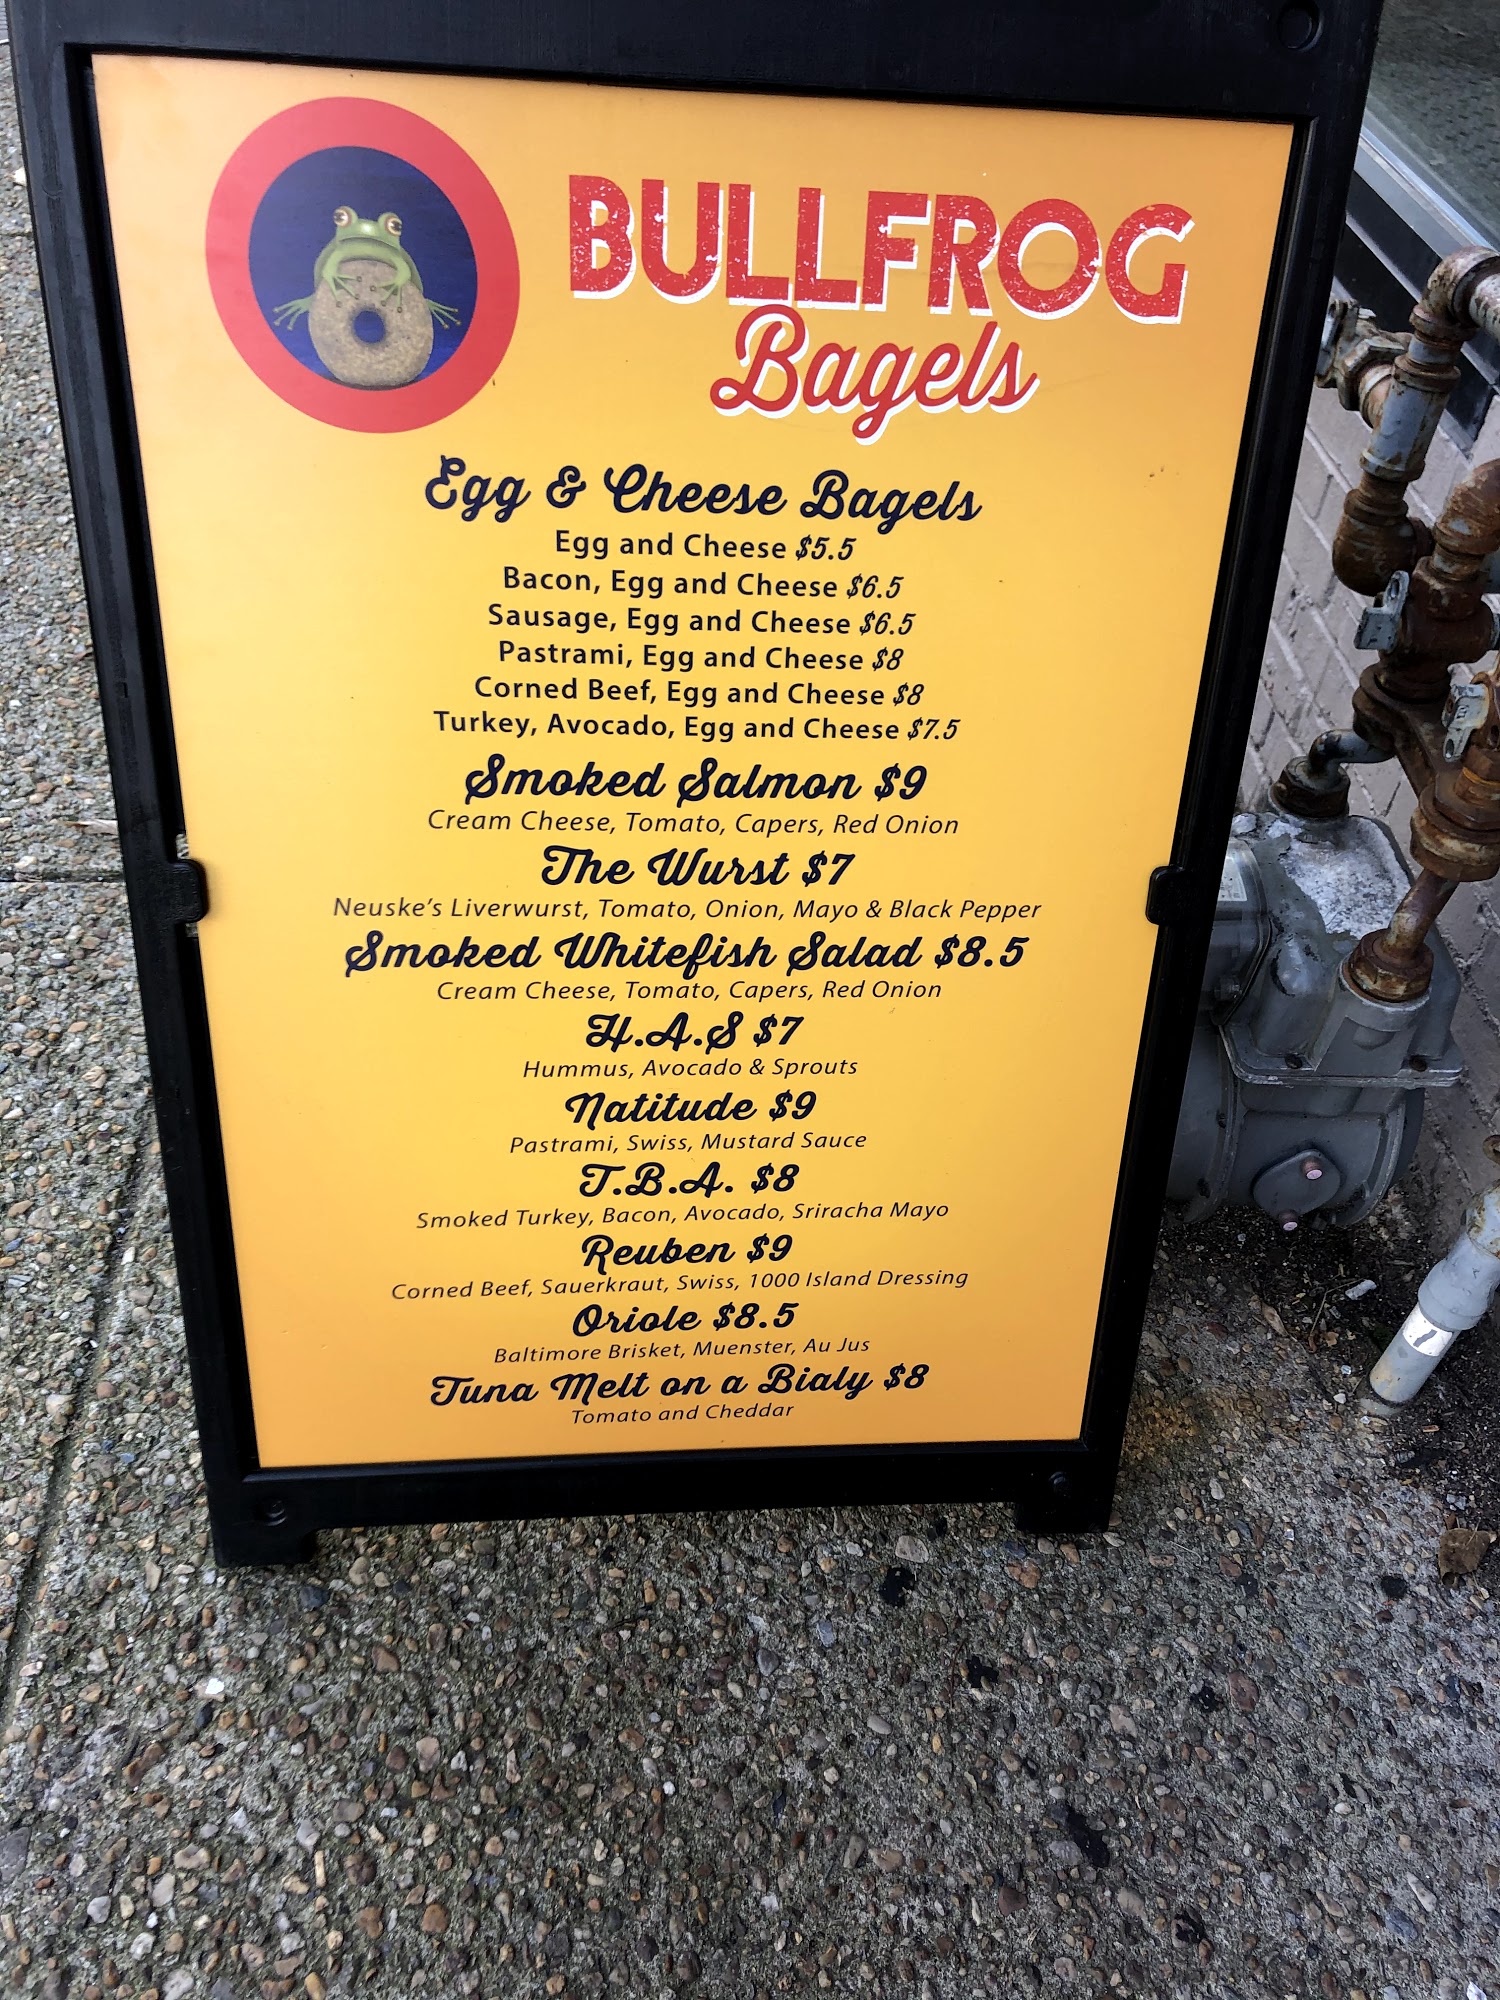 BULLFROG
Bagels
Egg & Cheese Bagels
Egg and Cheese $5.5
Bacon, Egg and Cheese $6.5
Sausage, Egg and Cheese $6.5
Pastrami, Egg and Cheese $8
Corned Beef, Egg and Cheese $8
Turkey, Avocado, Egg and Cheese $7.5
Smoked Salmon $9
Cream Cheese, Tomato, Capers, Red Onion
The Wurst $7
Neuske's Liverwurst, Tomato, Onion, Mayo & Black Pepper
Smoked Whitefish Salad $8.5
Cream Cheese, Tomato, Capers, Red Onion
H.A.S $7
Hummus, Avocado & Sprouts
Natitude $9
Pastrami, Swiss, Mustard Sauce
T.B.A. $8
Smoked Turkey, Bacon, Avocado, Sriracha Mayo
Reuben $9
Corned Beef, Sauerkraut, Swiss, 1000 Island Dressing
Oriole $8.5
Baltimore Brisket, Muenster, Au Jus
Tuna Melt on a Bialy $8
Tomato and Cheddar